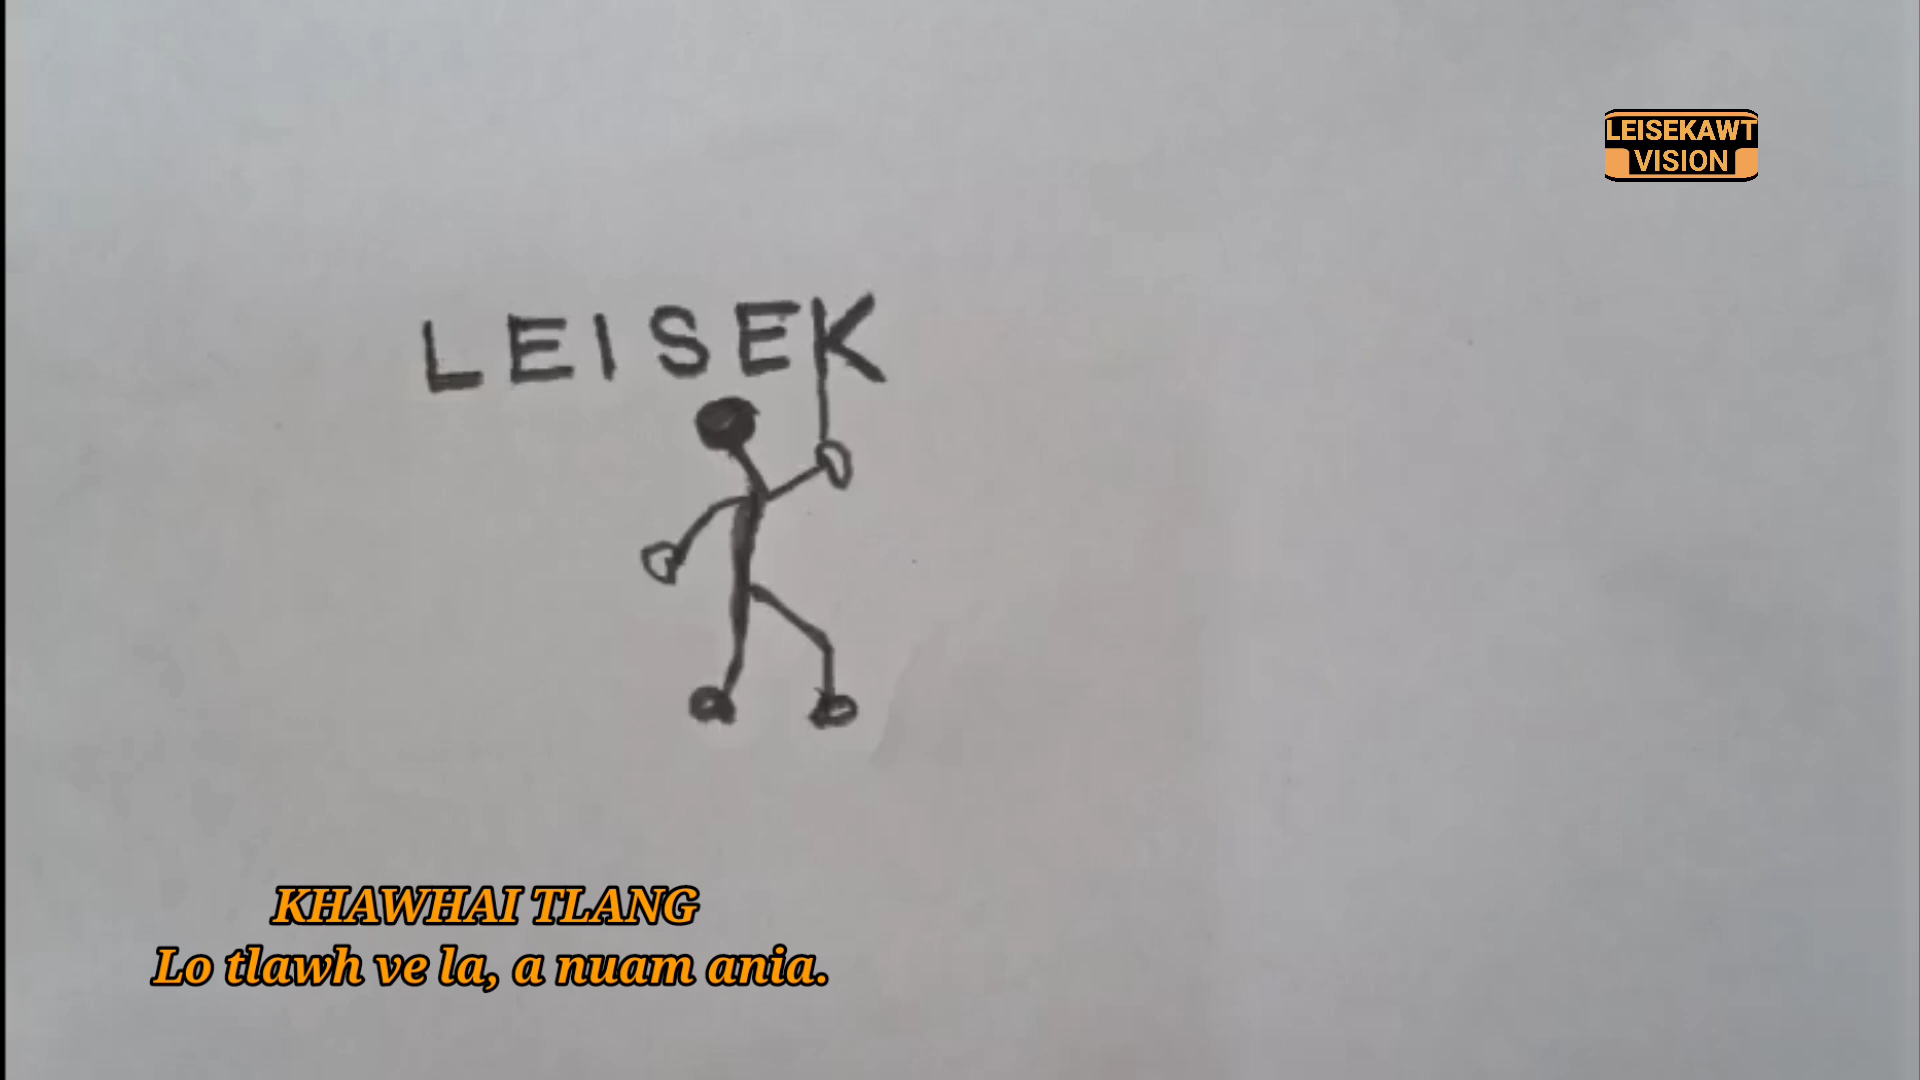 LEISEKAWT
VISION
LEISEK
KHAWHAI TLANG
Lo tlawh ve la, a nuam ania.